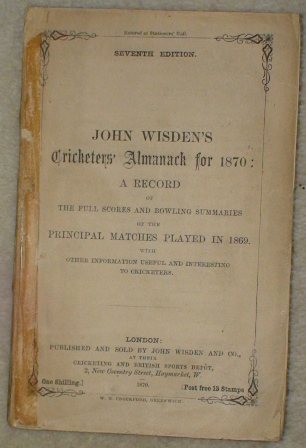 Entered at Stationers' Hall
SEVENTH EDITION.
JOHN WISDEN'S
Cricketers' Almanack for 1870:
A RECORD
OF
THE FULL SCORES AND BOWLING SUMMARIES
OF THE
PRINCIPAL MATCHES PLAYED IN 1869.
WITH
OTHER INFORMATION USEFUL AND INTERESTING
TO CRICKETERS.
LONDON:
PUBLISHED AND SOLD BY JOHN WISDEN AND CO.,
AT THEIR
CRICKETING AND BRITISH SPORTS DEPÔT,
2, New Coventry Street, Haymarket, W.
1870.
One Shilling.]
[Post free 13 Stamps
W. H. CROCKFORD, GREENWICH.